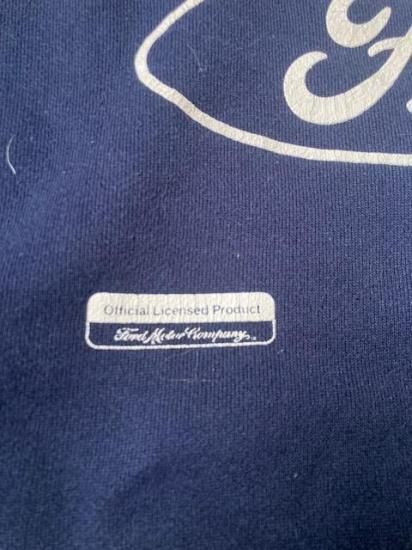 Official Licensed Product
Ford Motor Company